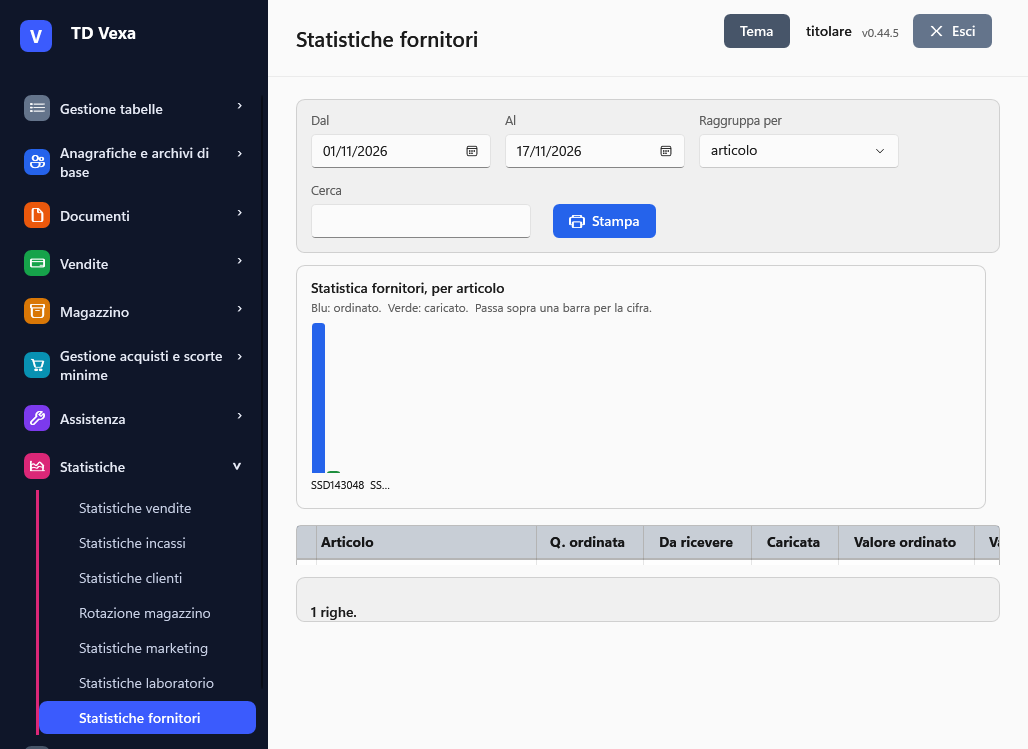 V TD Vexa
Statistiche fornitori
Tema titolare v0.44.5 Esci
Gestione tabelle
Anagrafiche e archivi di
base
Documenti
Vendite
Magazzino
Gestione acquisti e scorte
minime
Assistenza
Statistiche
Statistiche vendite
Statistiche incassi
Statistiche clienti
Rotazione magazzino
Statistiche marketing
Statistiche laboratorio
Statistiche fornitori
Dal Al Raggruppa per
01/11/2026 17/11/2026 articolo
Cerca
Stampa
Statistica fornitori, per articolo
Blu: ordinato. Verde: caricato. Passa sopra una barra per la cifra.
SSD143048 SS...
Articolo Q. ordinata Da ricevere Caricata Valore ordinato
1 righe.